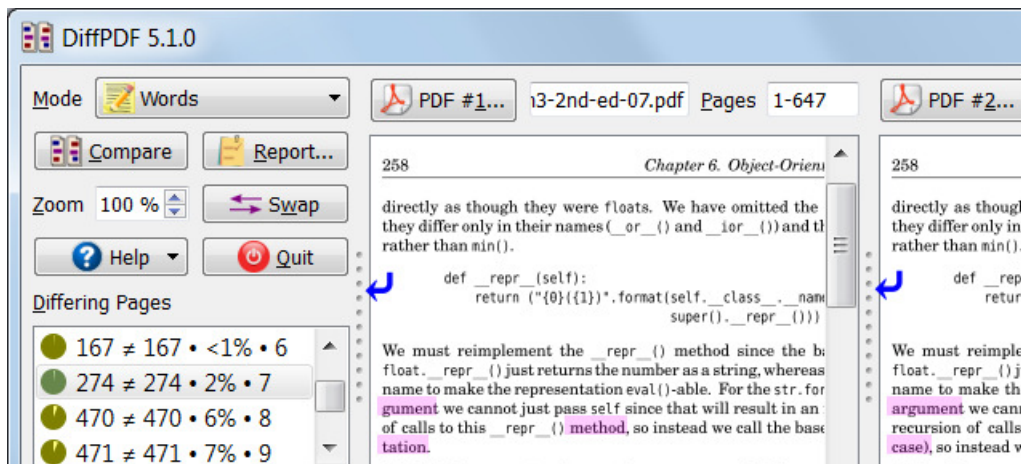 DiffPDF 5.1.0
Mode Words
Compare Report...
Zoom 100 % Swap
Help Quit
Differing Pages
167 ≠ 167 • <1% • 6
274 ≠ 274 • 2% • 7
470 ≠ 470 • 6% • 8
471 ≠ 471 • 7% • 9
PDF #1... n3-2nd-ed-07.pdf Pages 1-647
258 Chapter 6. Object-Orien
directly as though they were floats. We have omitted the
they differ only in their names (__or__() and __ior__()) and th
rather than min().
def __repr__(self):
return ("{0}({1})".format(self.__class__.__name
super().__repr__()))
We must reimplement the __repr__() method since the ba
float.__repr__() just returns the number as a string, whereas
name to make the representation eval()-able. For the str.for
gument we cannot just pass self since that will result in an
of calls to this __repr__() method, so instead we call the base
tation.
PDF #2...
258
directly as though
they differ only in
rather than min().
def __rep
retur
We must reimple
float.__repr__() j
name to make th
argument we cann
recursion of calls
case), so instead w